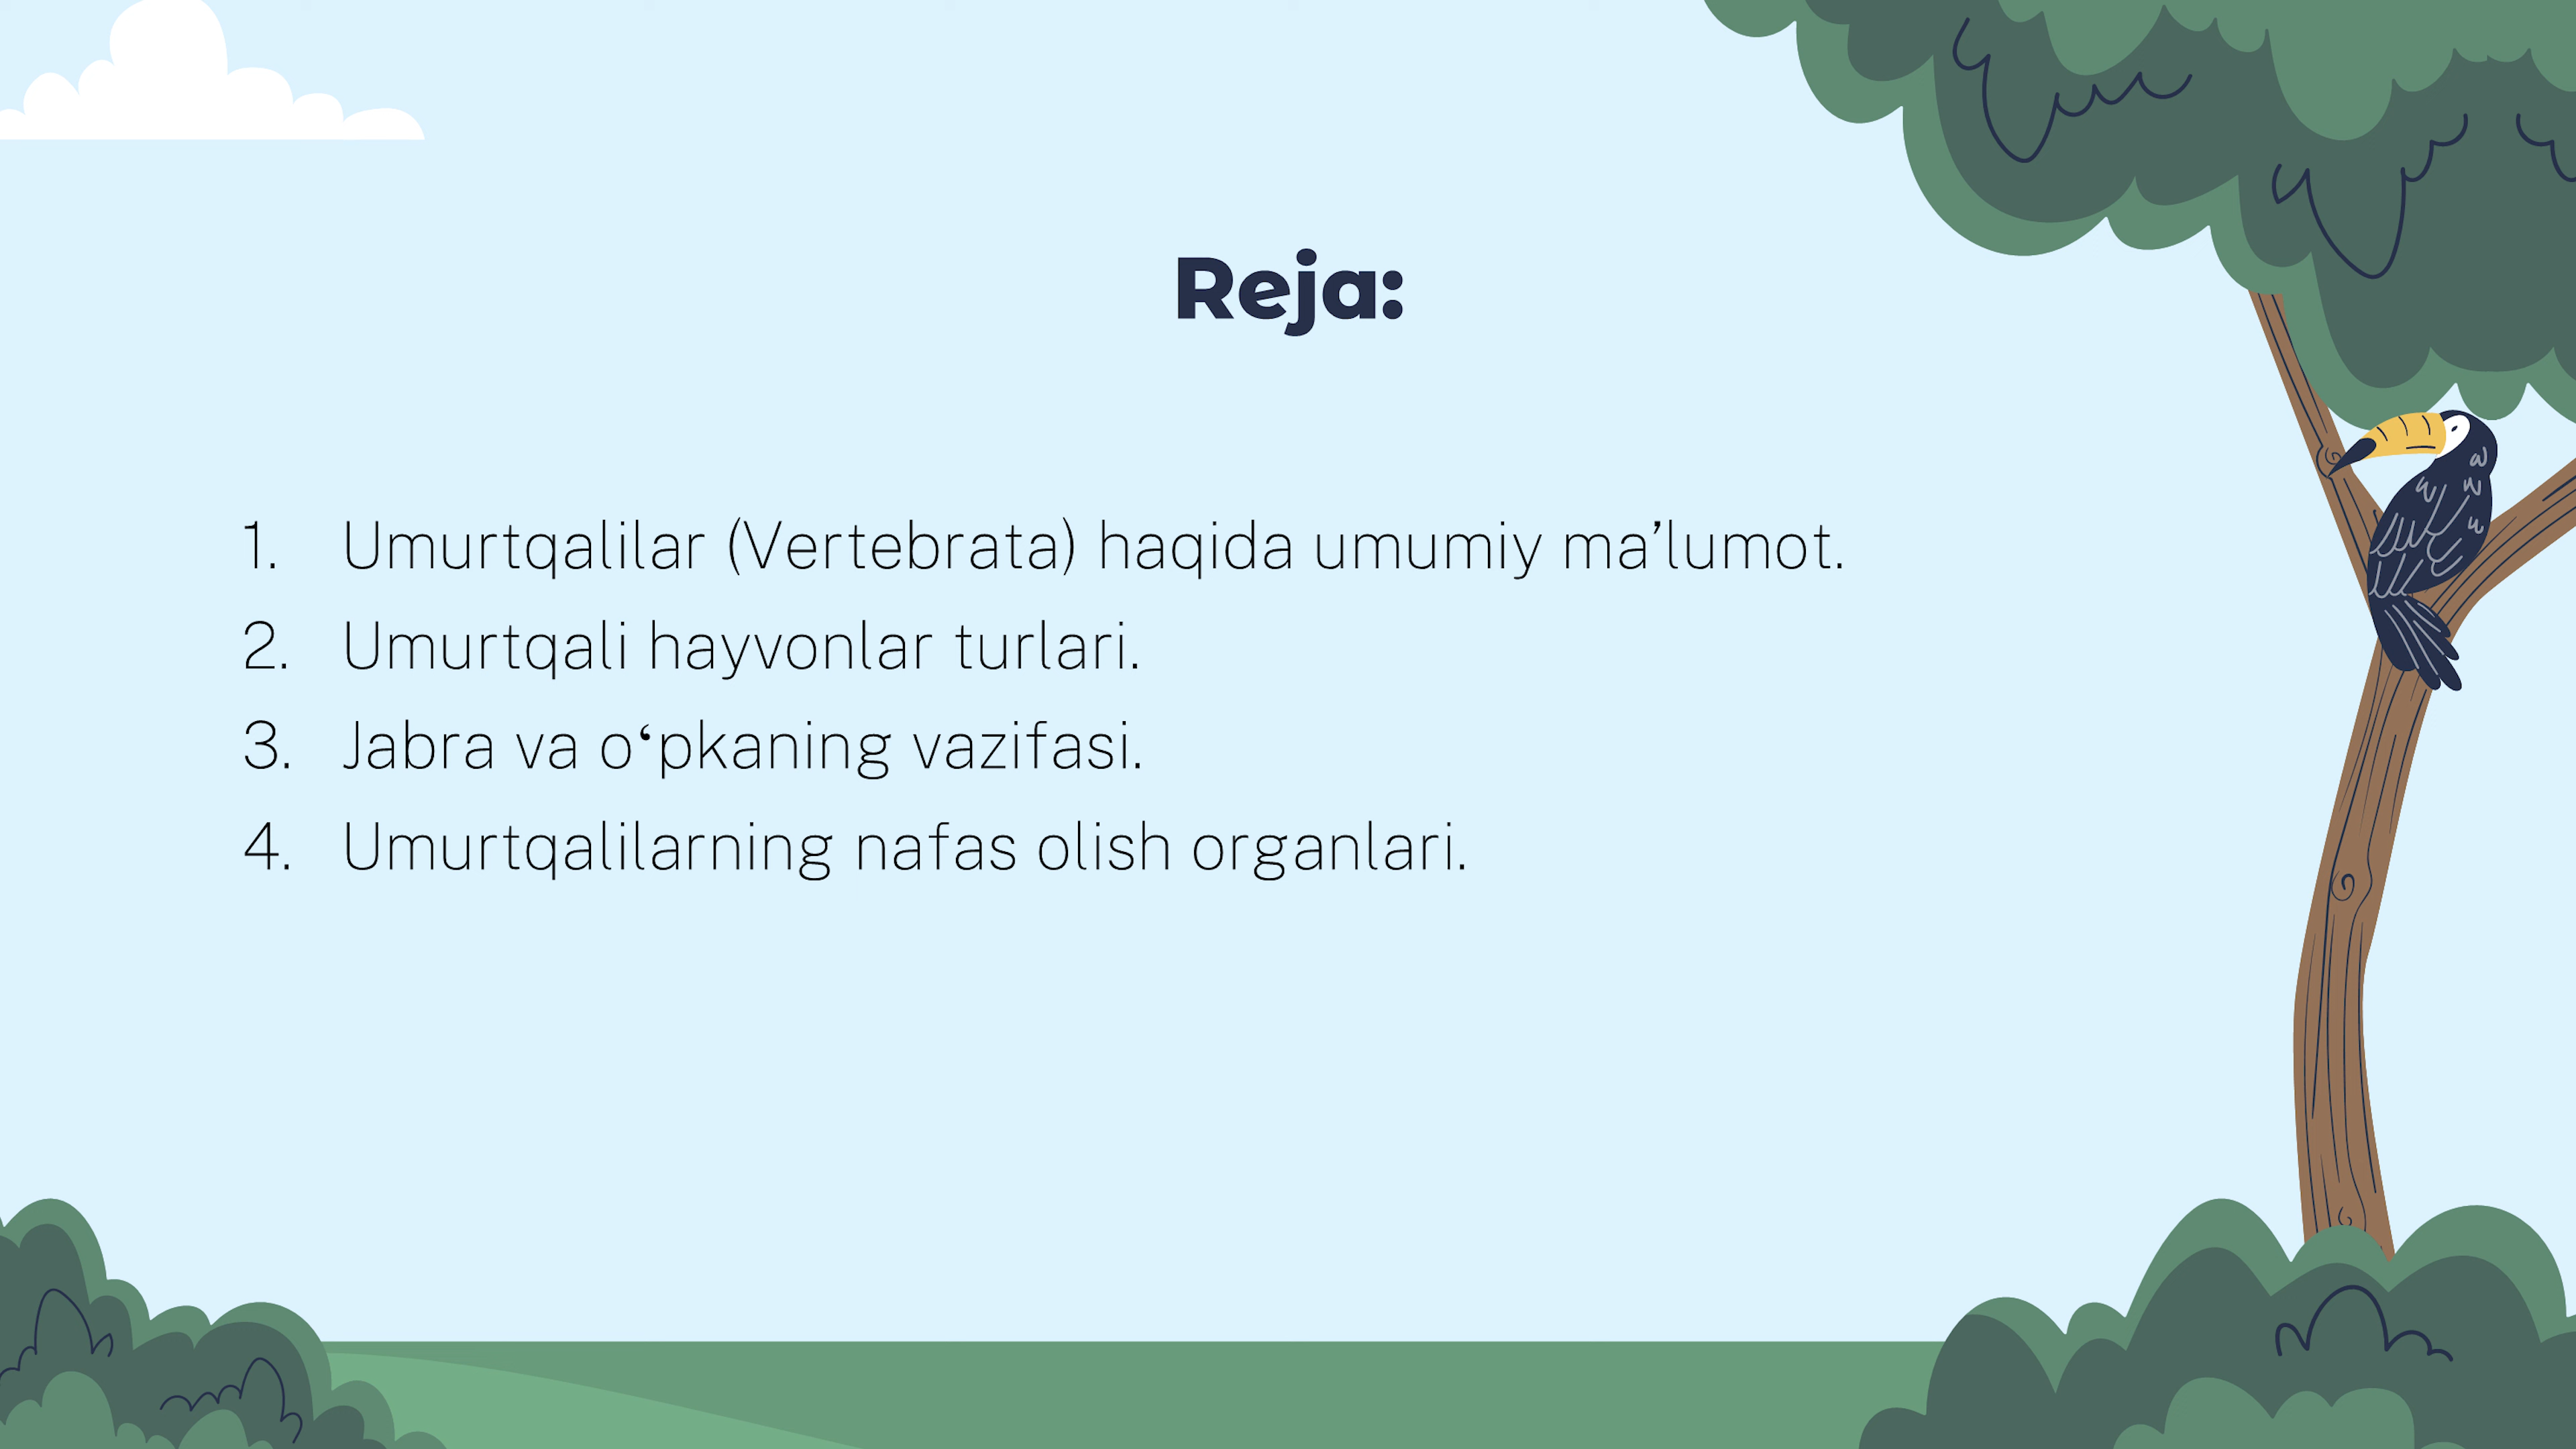 Reja:
1. Umurtqalilar (Vertebrata) haqida umumiy ma’lumot.
2. Umurtqali hayvonlar turlari.
3. Jabra va o‘pkaning vazifasi.
4. Umurtqalilarning nafas olish organlari.